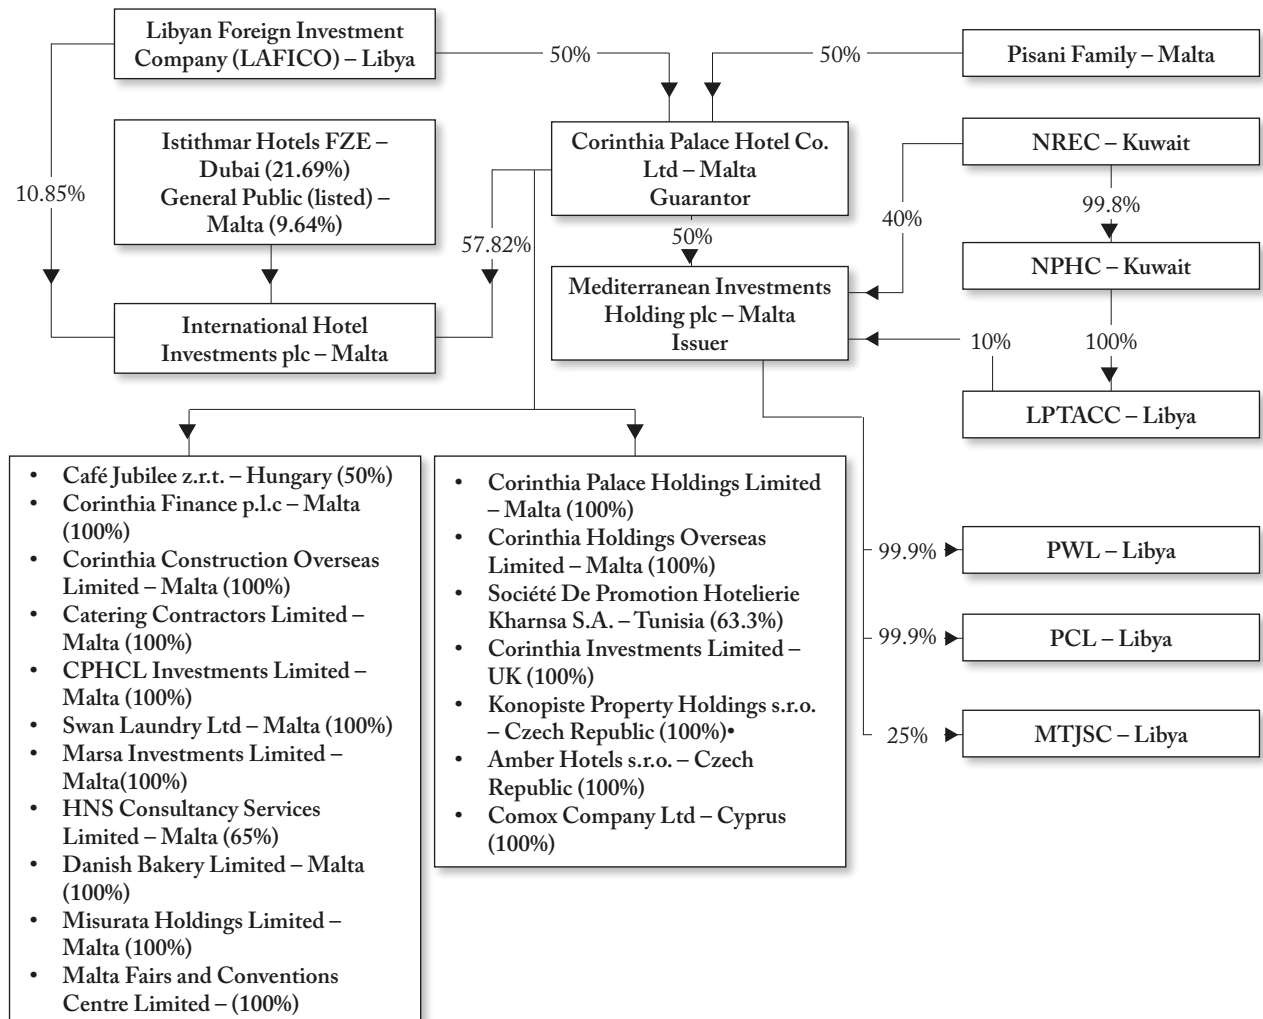 Libyan Foreign Investment
Company (LAFICO) – Libya
50%
50%
Pisani Family – Malta
Istithmar Hotels FZE –
Dubai (21.69%)
General Public (listed) –
Malta (9.64%)
Corinthia Palace Hotel Co.
Ltd – Malta
Guarantor
NREC – Kuwait
10.85%
57.82%
50%
40%
99.8%
NPHC – Kuwait
International Hotel
Investments plc – Malta
Mediterranean Investments
Holding plc – Malta
Issuer
10%
100%
LPTACC – Libya
• Café Jubilee z.r.t. – Hungary (50%)
• Corinthia Finance p.l.c – Malta
(100%)
• Corinthia Construction Overseas
Limited – Malta (100%)
• Catering Contractors Limited –
Malta (100%)
• CPHCL Investments Limited –
Malta (100%)
• Swan Laundry Ltd – Malta (100%)
• Marsa Investments Limited –
Malta(100%)
• HNS Consultancy Services
Limited – Malta (65%)
• Danish Bakery Limited – Malta
(100%)
• Misurata Holdings Limited –
Malta (100%)
• Malta Fairs and Conventions
Centre Limited – (100%)
• Corinthia Palace Holdings Limited
– Malta (100%)
• Corinthia Holdings Overseas
Limited – Malta (100%)
• Société De Promotion Hotelierie
Kharnsa S.A. – Tunisia (63.3%)
• Corinthia Investments Limited –
UK (100%)
• Konopiste Property Holdings s.r.o.
– Czech Republic (100%)•
• Amber Hotels s.r.o. – Czech
Republic (100%)
• Comox Company Ltd – Cyprus
(100%)
99.9%
PWL – Libya
99.9%
PCL – Libya
25%
MTJSC – Libya